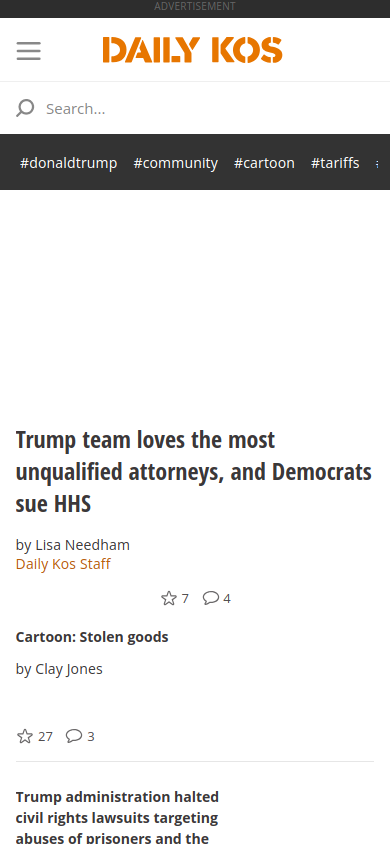 ADVERTISEMENT
DAILY KOS
Search...
#donaldtrump #community #cartoon #tariffs
Trump team loves the most
unqualified attorneys, and Democrats
sue HHS
by Lisa Needham
Daily Kos Staff
7 4
Cartoon: Stolen goods
by Clay Jones
27 3
Trump administration halted
civil rights lawsuits targeting
abuses of prisoners and the